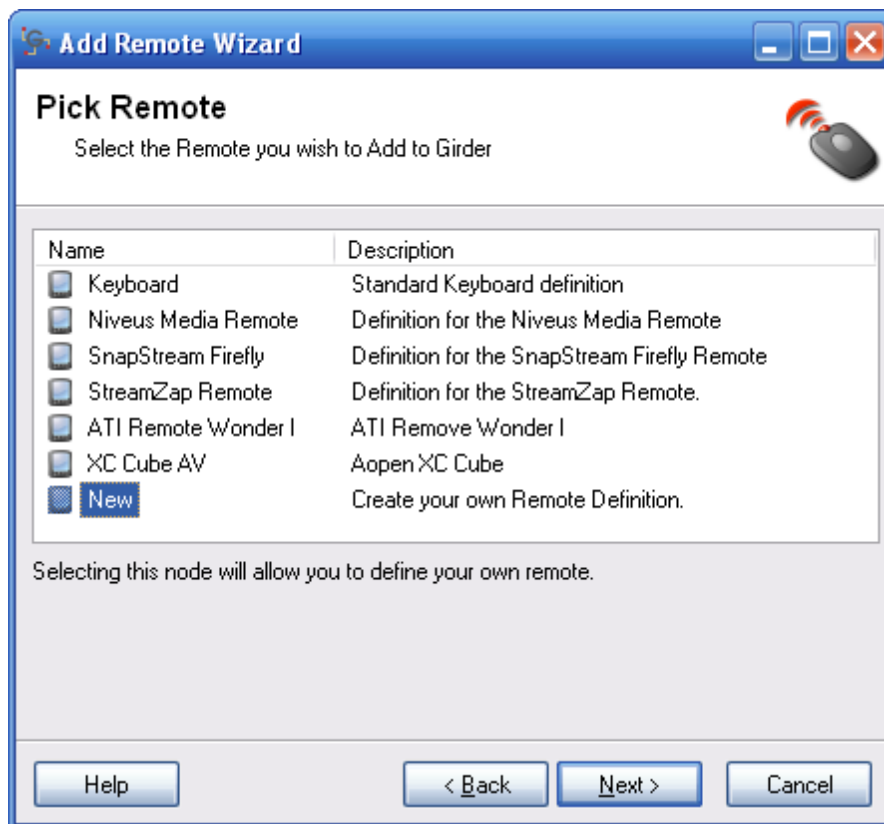 Add Remote Wizard
Pick Remote
Select the Remote you wish to Add to Girder
Name Description
Keyboard Standard Keyboard definition
Niveus Media Remote Definition for the Niveus Media Remote
SnapStream Firefly Definition for the SnapStream Firefly Remote
StreamZap Remote Definition for the StreamZap Remote.
ATI Remote Wonder I ATI Remove Wonder I
XC Cube AV Aopen XC Cube
New Create your own Remote Definition.
Selecting this node will allow you to define your own remote.
Help < Back Next > Cancel